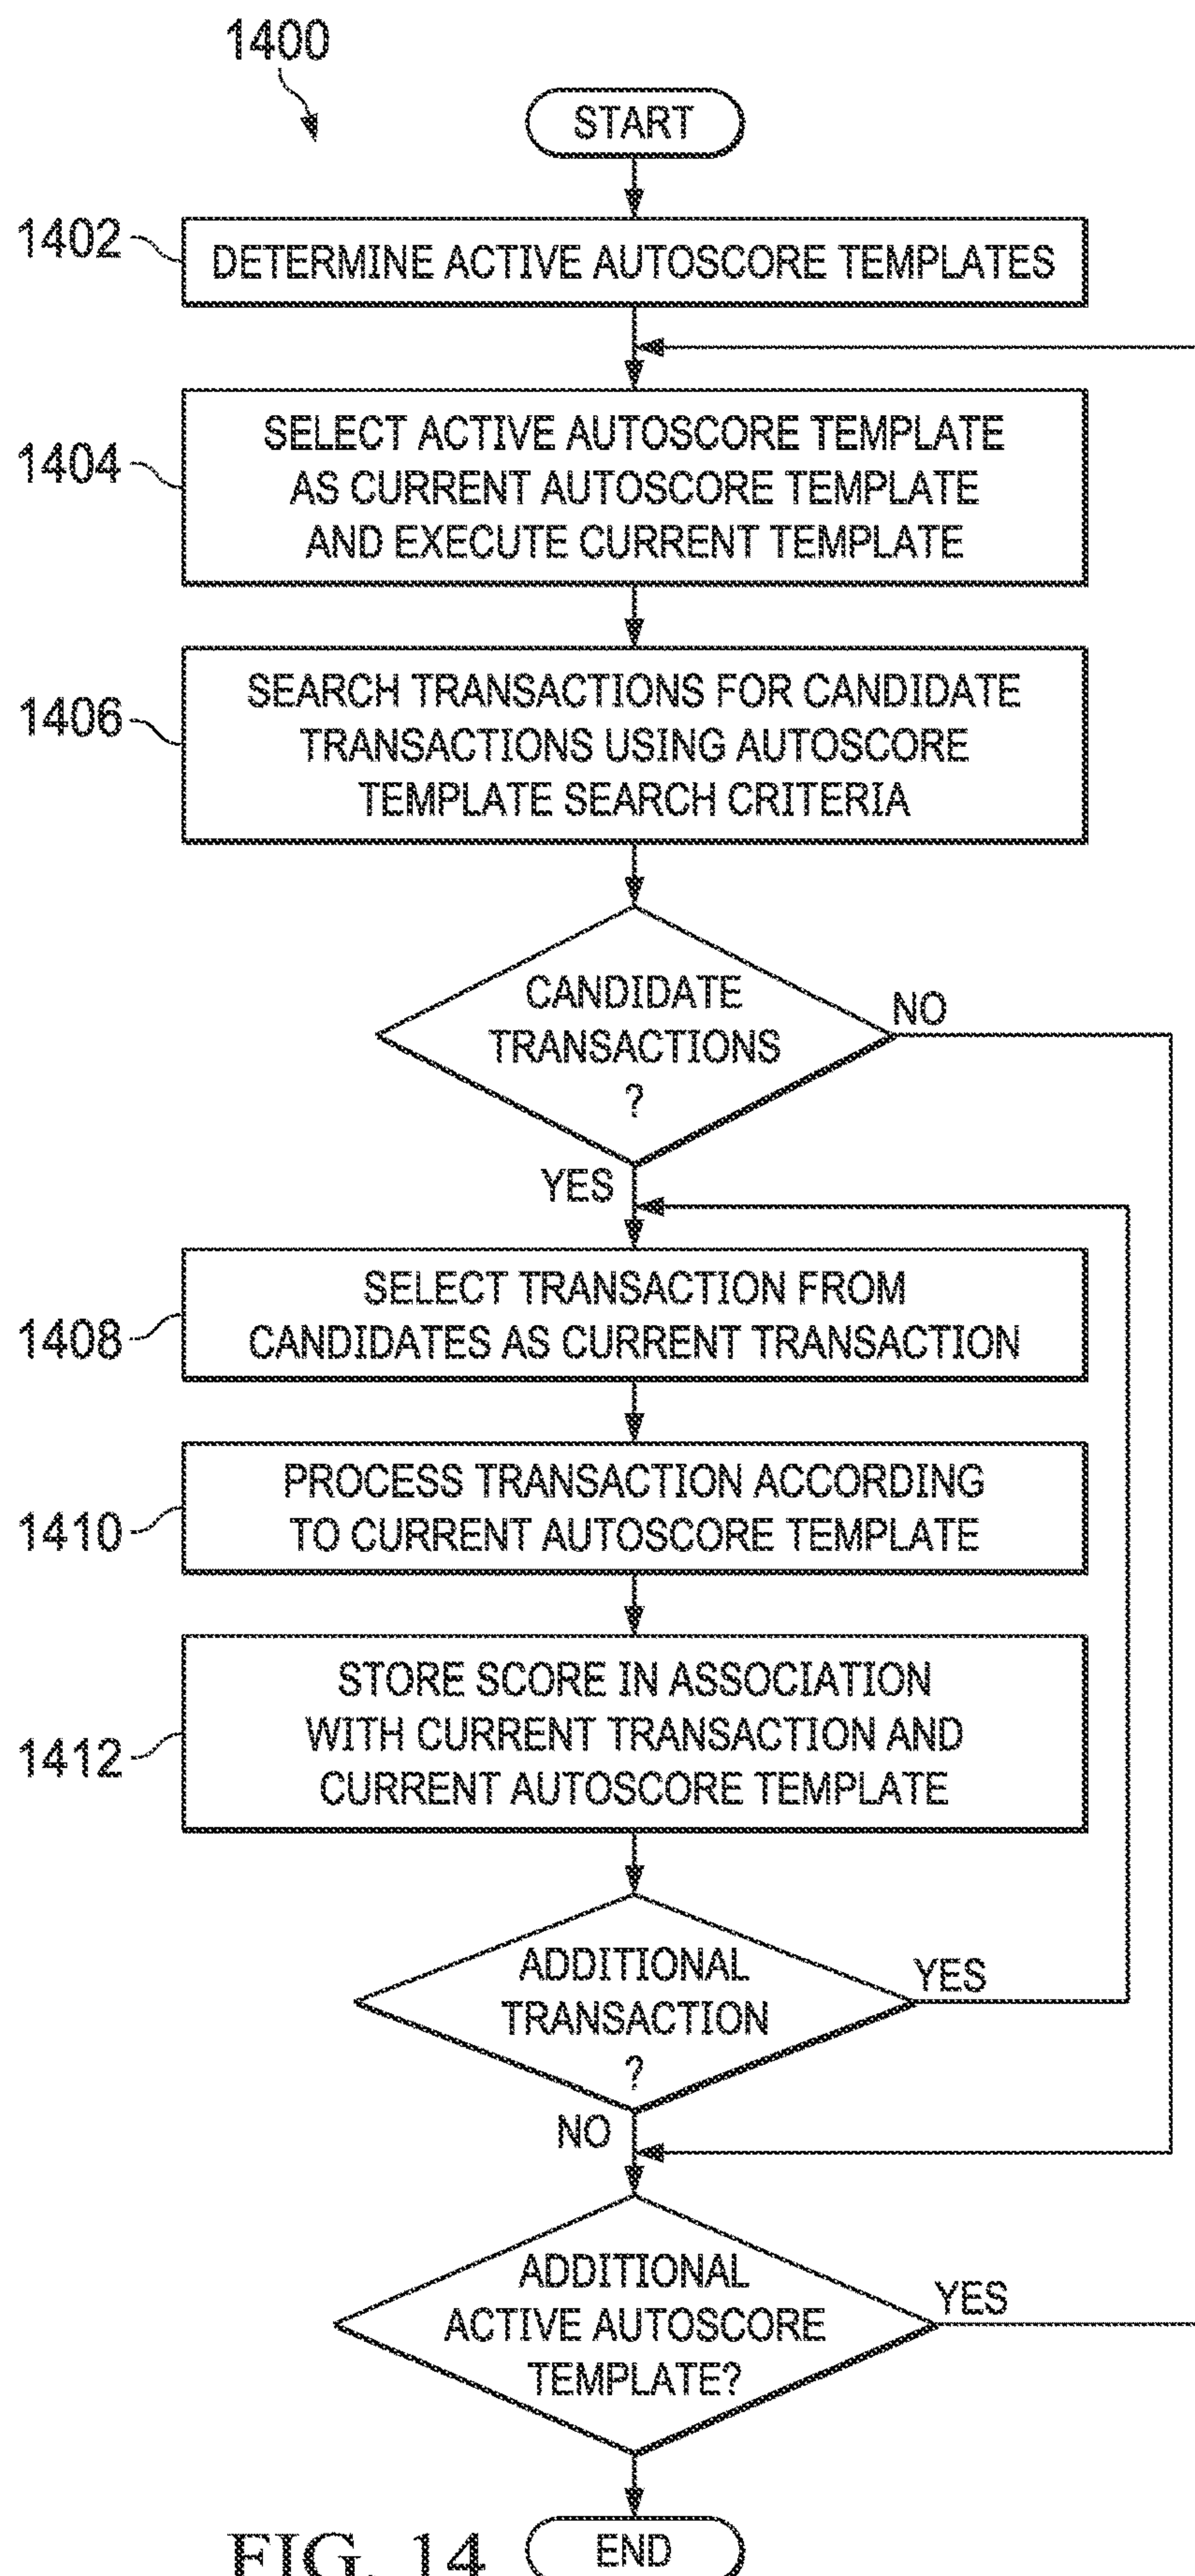 1400
START
1402
DETERMINE ACTIVE AUTOSCORE TEMPLATES
1404
SELECT ACTIVE AUTOSCORE TEMPLATE
AS CURRENT AUTOSCORE TEMPLATE
AND EXECUTE CURRENT TEMPLATE
1406
SEARCH TRANSACTIONS FOR CANDIDATE
TRANSACTIONS USING AUTOSCORE
TEMPLATE SEARCH CRITERIA
CANDIDATE
TRANSACTIONS
?
NO
YES
1408
SELECT TRANSACTION FROM
CANDIDATES AS CURRENT TRANSACTION
1410
PROCESS TRANSACTION ACCORDING
TO CURRENT AUTOSCORE TEMPLATE
1412
STORE SCORE IN ASSOCIATION
WITH CURRENT TRANSACTION AND
CURRENT AUTOSCORE TEMPLATE
ADDITIONAL
TRANSACTION
?
YES
NO
ADDITIONAL
ACTIVE AUTOSCORE
TEMPLATE?
YES
FIG. 14
END